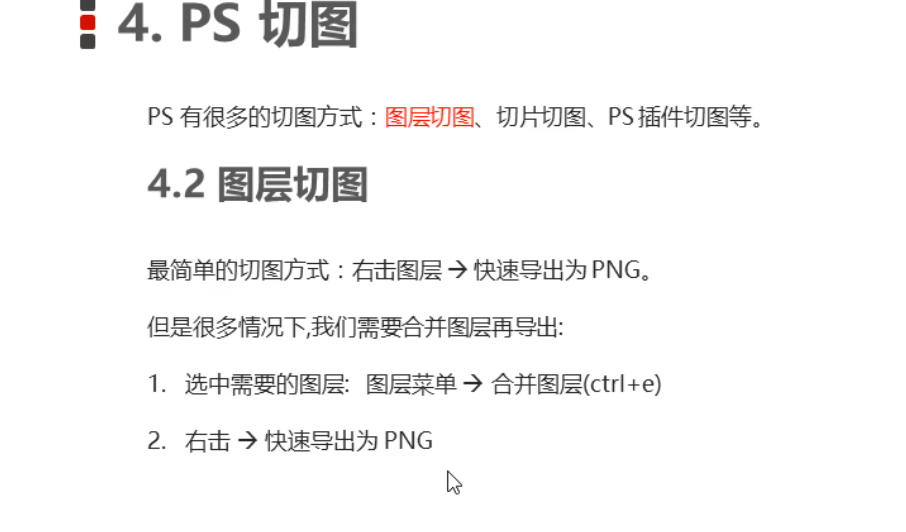 4. PS 切图
PS 有很多的切图方式：图层切图、切片切图、PS 插件切图等。
4.2 图层切图
最简单的切图方式：右击图层 → 快速导出为 PNG。
但是很多情况下,我们需要合并图层再导出:
1. 选中需要的图层: 图层菜单 → 合并图层(ctrl+e)
2. 右击 → 快速导出为 PNG